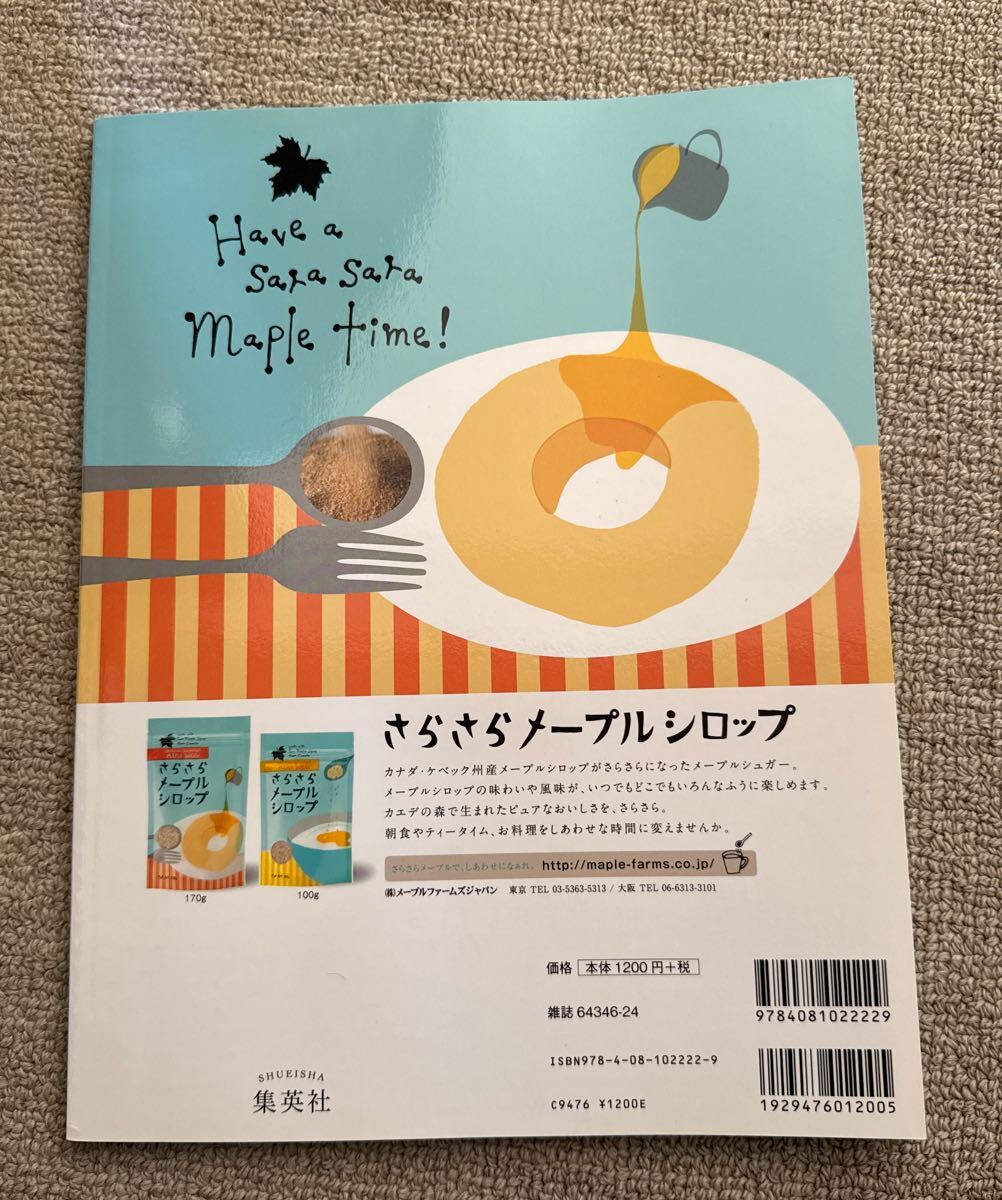 Have a
Sara Sara
Maple time!
さらさら
メープル
シロップ
170g
さらさら
メープル
シロップ
100g
さらさらメープルシロップ
カナダ・ケベック州産メープルシロップがさらさらになったメープルシュガー。
メープルシロップの味わいや風味が、いつでもどこでもいろんなふうに楽しめます。
カエデの森で生まれたピュアなおいしさを、さらさら。
朝食やティータイム、お料理をしあわせな時間に変えませんか。
さらさらメープルで、しあわせになぁれ。 http://maple-farms.co.jp/
㈱メープルファームズジャパン 東京 TEL 03-5363-5313 / 大阪 TEL 06-6313-3101
価格 本体1200円+税
雑誌 64346-24
9784081022229
ISBN978-4-08-102222-9
C9476 ¥1200E
1929476012005
SHUEISHA
集英社